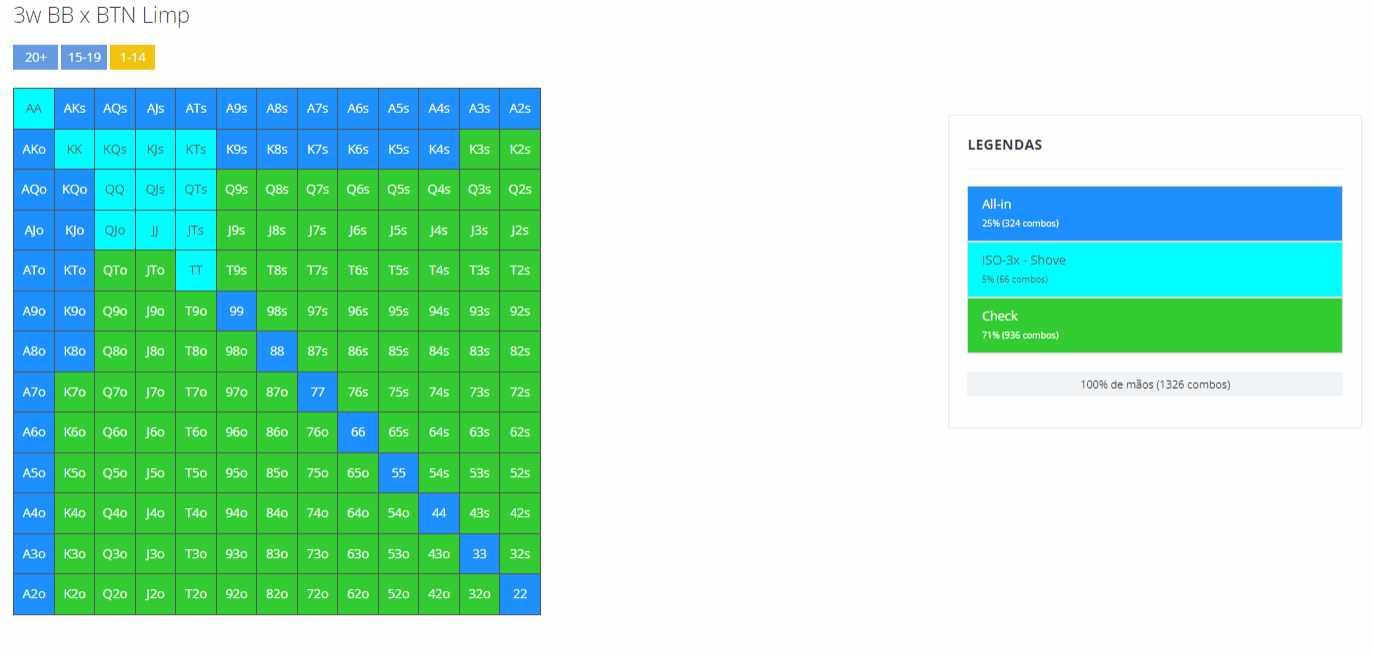 3w BB x BTN Limp
20+ 15-19 1-14
AA AKs AQs AJs ATs A9s A8s A7s A6s A5s A4s A3s A2s
AKo KK KQs KJs KTs K9s K8s K7s K6s K5s K4s K3s K2s
AQo KQo QQ QJs QTs Q9s Q8s Q7s Q6s Q5s Q4s Q3s Q2s
AJo KJo QJo JJ JTs J9s J8s J7s J6s J5s J4s J3s J2s
ATo KTo QTo JTo TT T9s T8s T7s T6s T5s T4s T3s T2s
A9o K9o Q9o J9o T9o 99 98s 97s 96s 95s 94s 93s 92s
A8o K8o Q8o J8o T8o 98o 88 87s 86s 85s 84s 83s 82s
A7o K7o Q7o J7o T7o 97o 87o 77 76s 75s 74s 73s 72s
A6o K6o Q6o J6o T6o 96o 86o 76o 66 65s 64s 63s 62s
A5o K5o Q5o J5o T5o 95o 85o 75o 65o 55 54s 53s 52s
A4o K4o Q4o J4o T4o 94o 84o 74o 64o 54o 44 43s 42s
A3o K3o Q3o J3o T3o 93o 83o 73o 63o 53o 43o 33 32s
A2o K2o Q2o J2o T2o 92o 82o 72o 62o 52o 42o 32o 22
LEGENDAS
All-in
25% (324 combos)
ISO-3x - Shove
5% (66 combos)
Check
71% (936 combos)
100% de mãos (1326 combos)